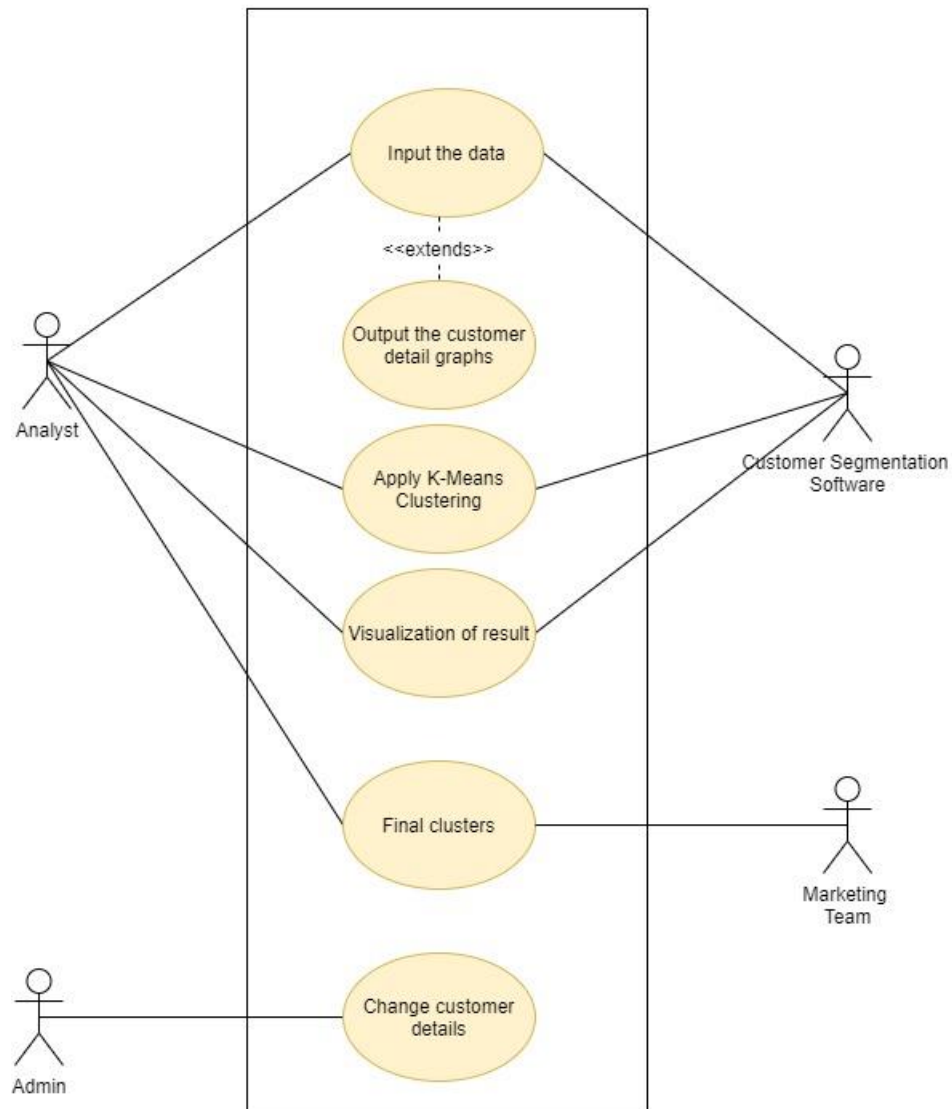 Input the data
<<extends>>
Output the customer
detail graphs
Analyst
Apply K-Means
Clustering
Customer Segmentation
Software
Visualization of result
Final clusters
Marketing
Team
Change customer
details
Admin